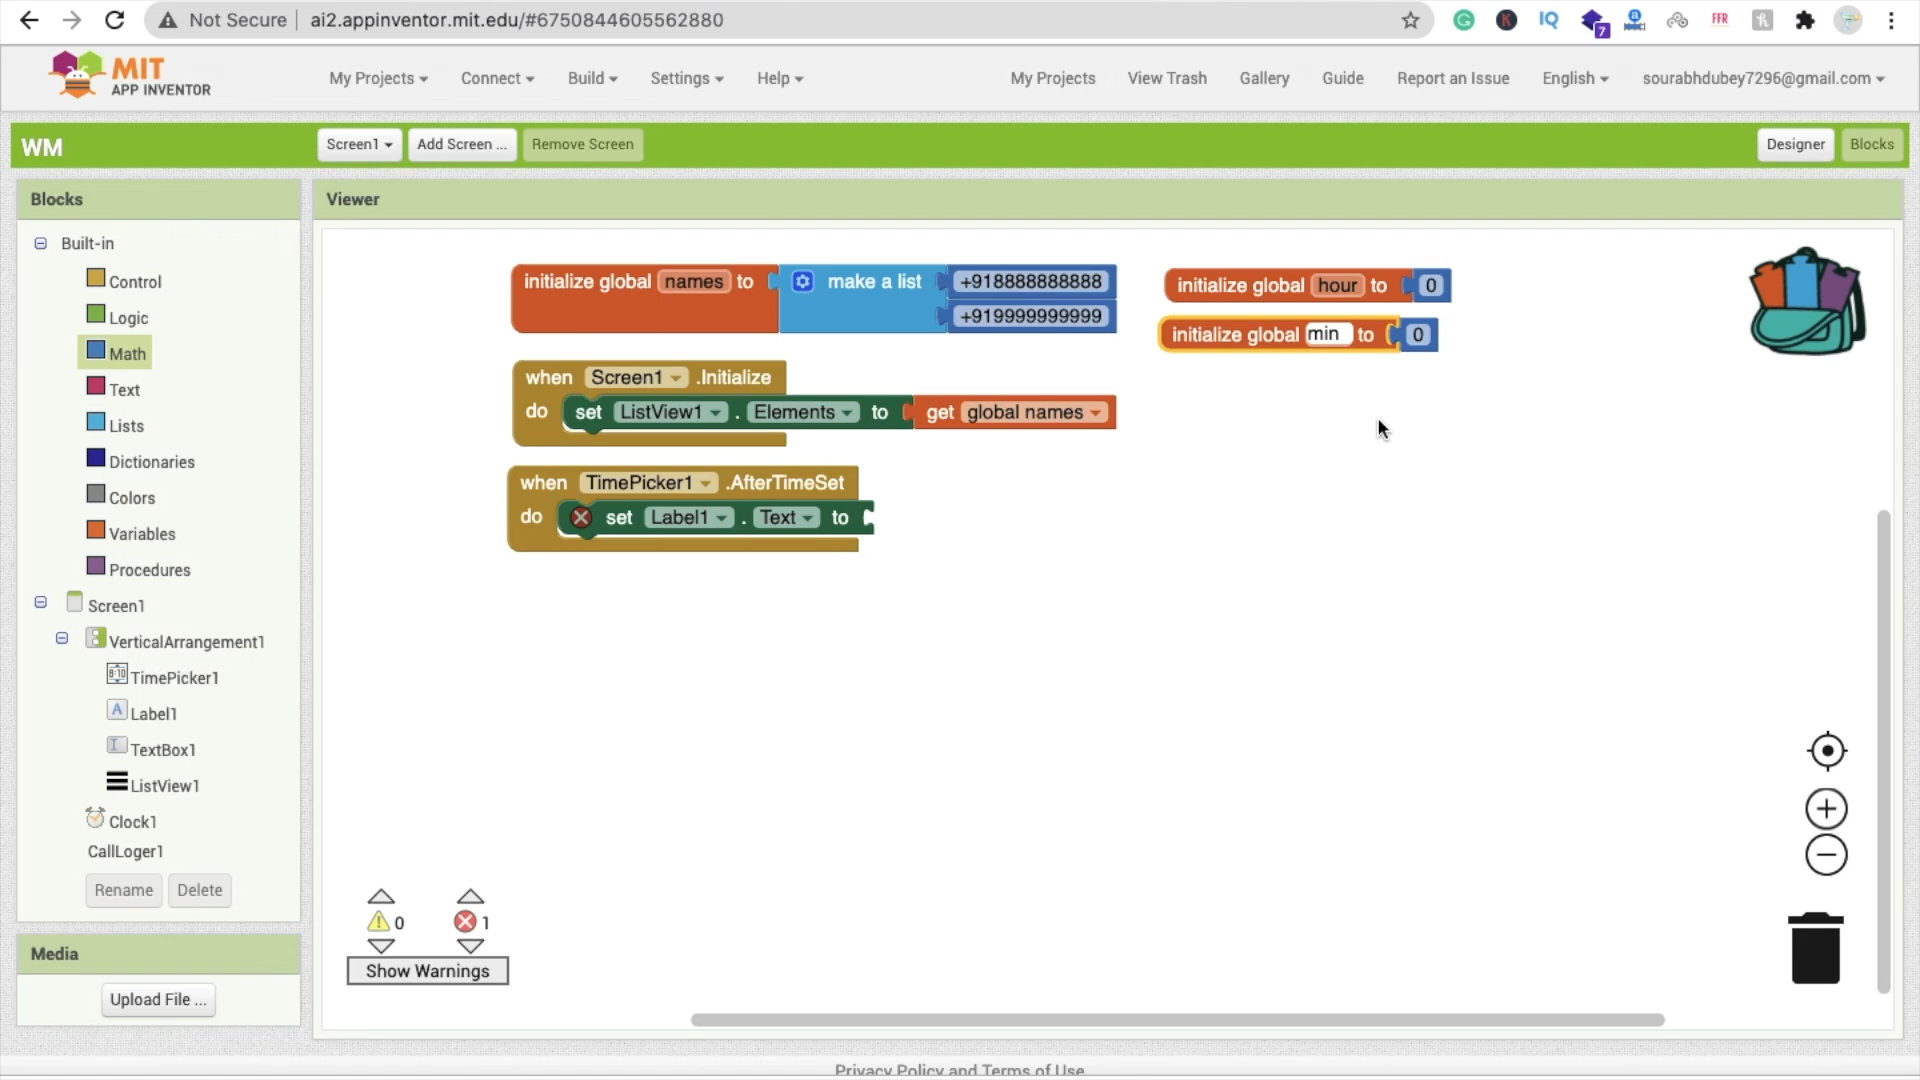 Not Secure
ai2.appinventor.mit.edu/#6750844605562880
7
FFR
MIT
APP INVENTOR
My Projects
Connect
Build
Settings
Help
My Projects
View Trash
Gallery
Guide
Report an Issue
English
sourabhdubey7296@gmail.com
WM
Screen1
Add Screen ...
Remove Screen
Designer
Blocks
Blocks
Viewer
Built-in
Control
Logic
Math
Text
Lists
Dictionaries
Colors
Variables
Procedures
Screen1
VerticalArrangement1
TimePicker1
Label1
TextBox1
ListView1
Clock1
CallLoger1
Rename
Delete
Media
Upload File ...
initialize global names to make a list +918888888888
+919999999999
initialize global hour to 0
initialize global min to 0
when Screen1 .Initialize
do set ListView1 . Elements to get global names
when TimePicker1 .AfterTimeSet
do set Label1 . Text to
0
1
Show Warnings
Privacy Policy and Terms of Use